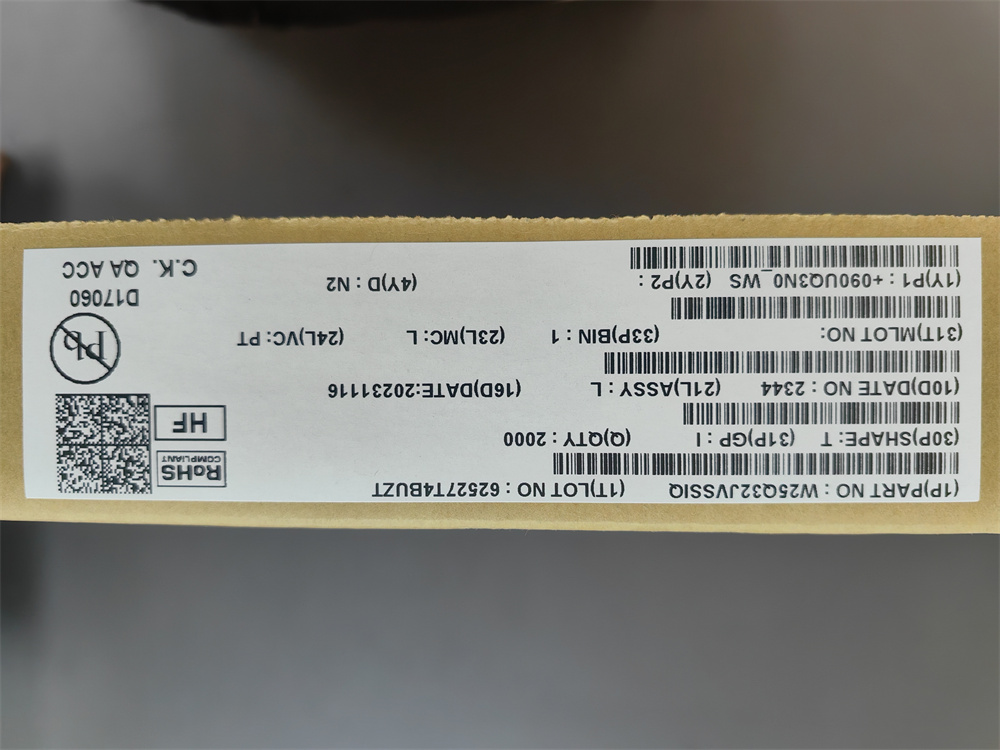 (1P)PART NO : W25Q32JVSSIQ (1T)LOT NO : 62527T4BUZT
RoHS
COMPLIANT
(30P)SHAPE: T (31P)GP : I (Q)QTY : 2000
HF
(10D)DATE NO : 2344 (21L)ASSY : L (16D)DATE:20231116
(31T)MLOT NO: (33P)BIN : 1 (23L)MC: L (24L)VC: PT
Pb
D17060
(1Y)P1 : +090UQ3N0_WS (2Y)P2 : (4Y)D : N2
C.K. QA ACC